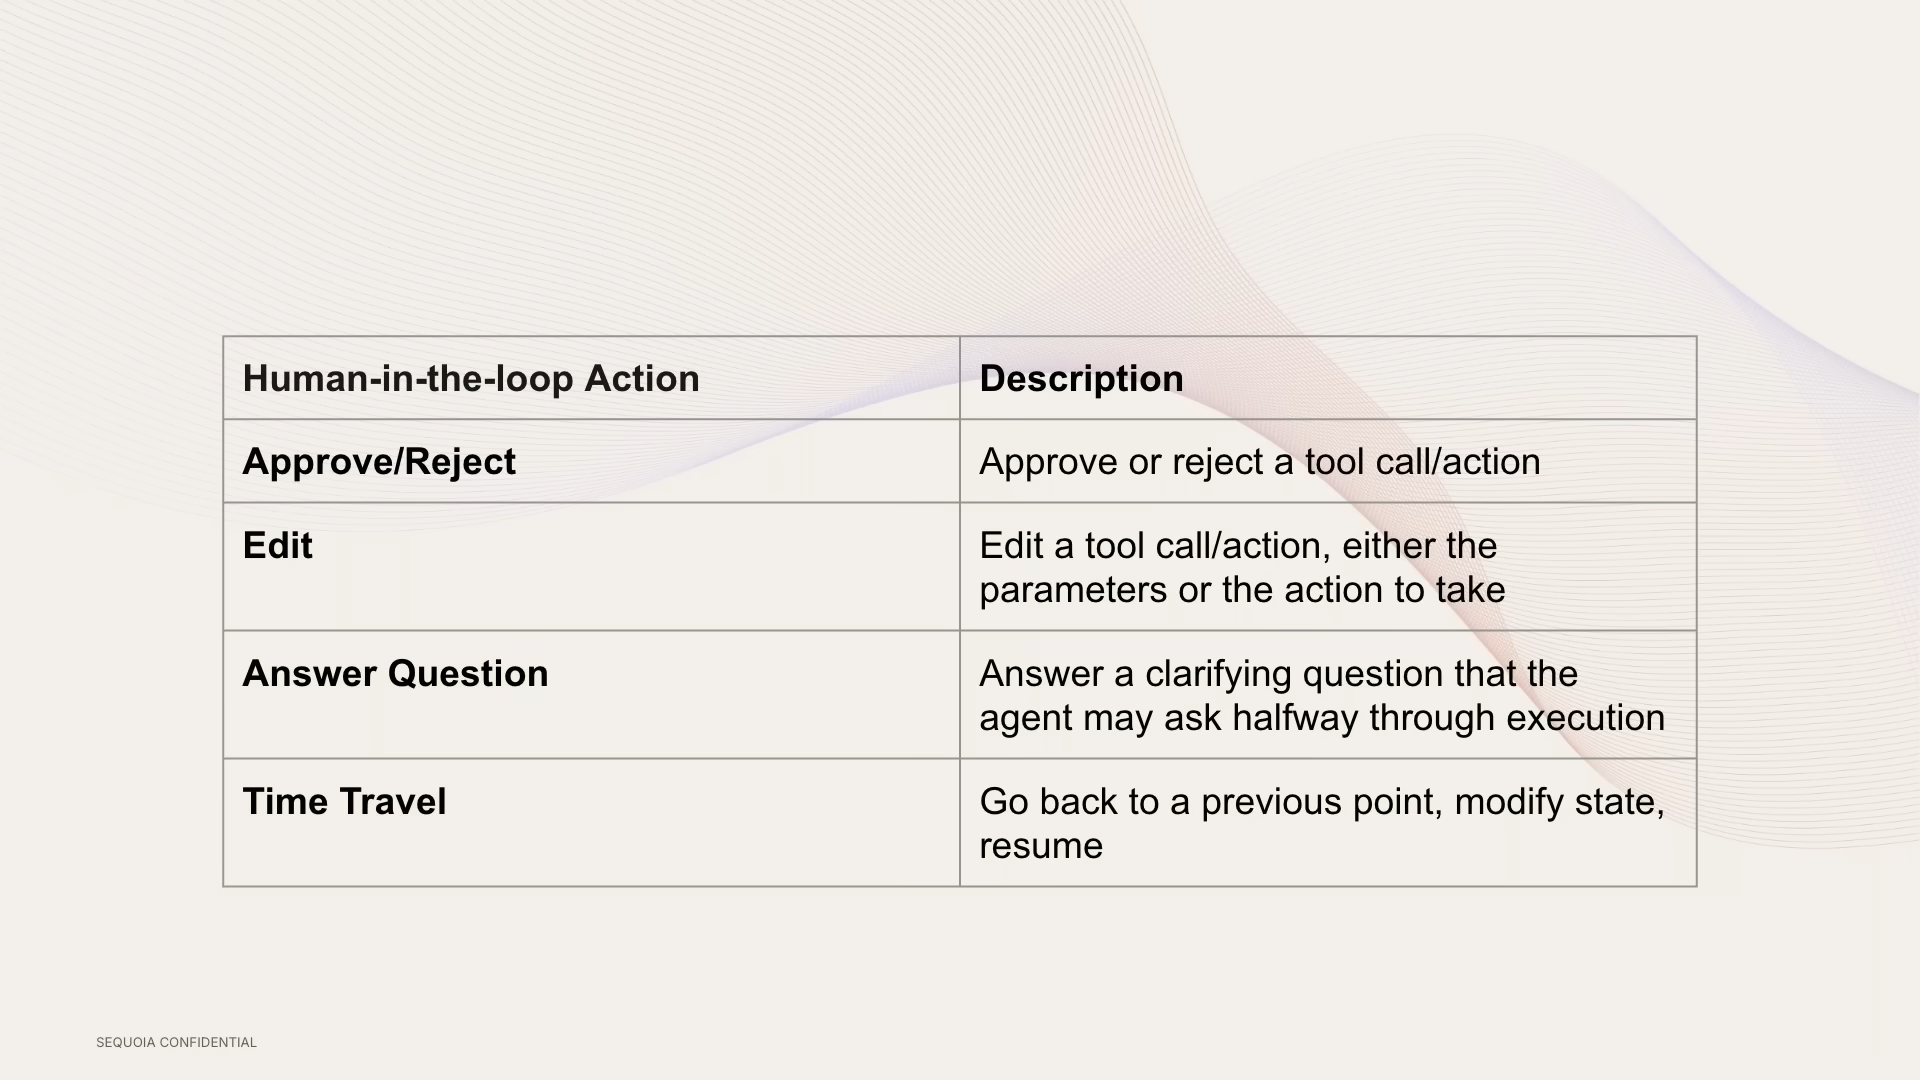 Human-in-the-loop Action
Description
Approve/Reject
Approve or reject a tool call/action
Edit
Edit a tool call/action, either the
parameters or the action to take
Answer Question
Answer a clarifying question that the
agent may ask halfway through execution
Time Travel
Go back to a previous point, modify state,
resume
SEQUOIA CONFIDENTIAL